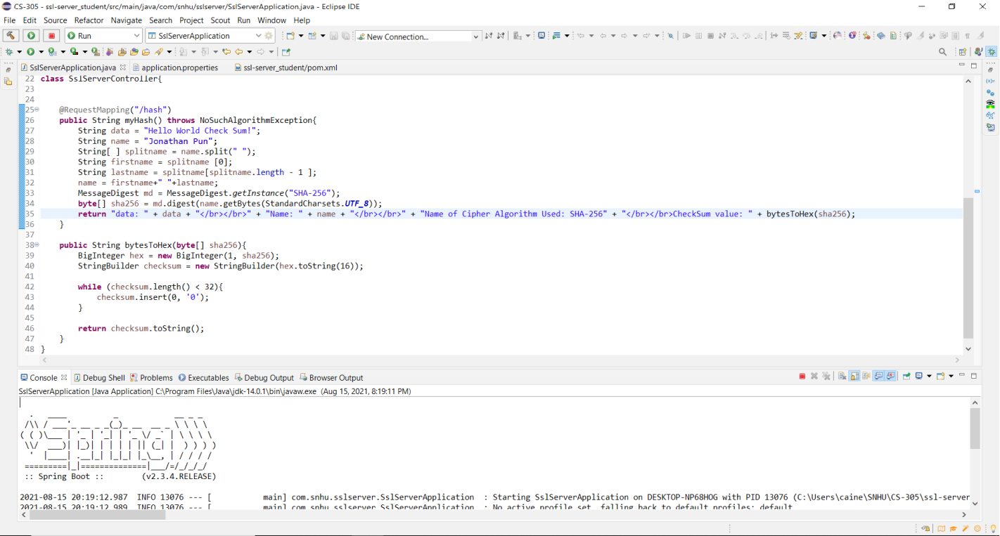 CS-305 - ssl-server_student/src/main/java/com/snhu/sslserver/SslServerApplication.java - Eclipse IDE
File Edit Source Refactor Navigate Search Project Scout Run Window Help
Run SslServerApplication New Connection...
SslServerApplication.java application.properties ssl-server_student/pom.xml
22 class SslServerController{
23
24
25 @RequestMapping("/hash")
26 public String myHash() throws NoSuchAlgorithmException{
27 String data = "Hello World Check Sum!";
28 String name = "Jonathan Pun";
29 String[ ] splitname = name.split(" ");
30 String firstname = splitname [0];
31 String lastname = splitname[splitname.length - 1 ];
32 name = firstname+" "+lastname;
33 MessageDigest md = MessageDigest.getInstance("SHA-256");
34 byte[] sha256 = md.digest(name.getBytes(StandardCharsets.UTF_8));
35 return "data: " + data + "</br></br>" + "Name: " + name + "</br></br>" + "Name of Cipher Algorithm Used: SHA-256" + "</br></br>CheckSum value: " + bytesToHex(sha256);
36 }
37
38 public String bytesToHex(byte[] sha256){
39 BigInteger hex = new BigInteger(1, sha256);
40 StringBuilder checksum = new StringBuilder(hex.toString(16));
41
42 while (checksum.length() < 32){
43 checksum.insert(0, '0');
44 }
45
46 return checksum.toString();
47 }
48 }
Console Debug Shell Problems Executables Debug Output Browser Output
SslServerApplication [Java Application] C:\Program Files\Java\jdk-14.0.1\bin\javaw.exe (Aug 15, 2021, 8:19:11 PM)
  .   ____          _            __ _ _
 /\\ / ___'_ __ _ _(_)_ __  __ _ \ \ \ \
( ( )\___ | '_ | '_| | '_ \/ _` | \ \ \ \
 \\/  ___)| |_)| | | | | || (_| |  ) ) ) )
  '  |____| .__|_| |_|_| |_\__, | / / / /
 =========|_|==============|___/=/_/_/_/
:: Spring Boot :: (v2.3.4.RELEASE)
2021-08-15 20:19:12.987 INFO 13076 --- [ main] com.snhu.sslserver.SslServerApplication : Starting SslServerApplication on DESKTOP-NP68HOG with PID 13076 (C:\Users\caine\SNHU\CS-305\ssl-server
2021-08-15 20:19:12.989 INFO 13076 --- [ main] com.snhu.sslserver.SslServerApplication : No active profile set, falling back to default profiles: default